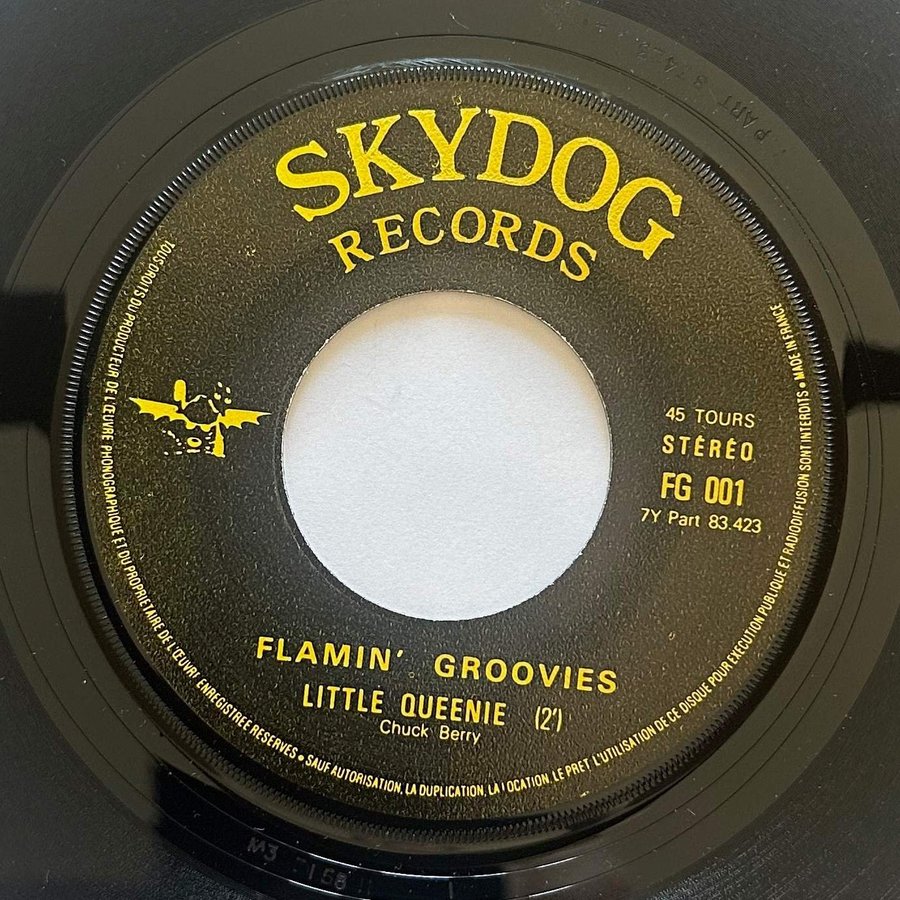 SKYDOG
RECORDS
45 TOURS
STÉRÉO
FG 001
7Y Part 83.423
FLAMIN' GROOVIES
LITTLE QUEENIE (2')
Chuck Berry
TOUS DROITS DU PRODUCTEUR DE L'ŒUVRE PHONOGRAPHIQUE ET DU PROPRIETAIRE DE L'ŒUVRE ENREGISTREE RESERVES • SAUF AUTORISATION, LA DUPLICATION, LA LOCATION, LE PRET, L'UTILISATION DE CE DISQUE POUR EXECUTION PUBLIQUE ET RADIODIFFUSION SONT INTERDITS • MADE IN FRANCE
M3